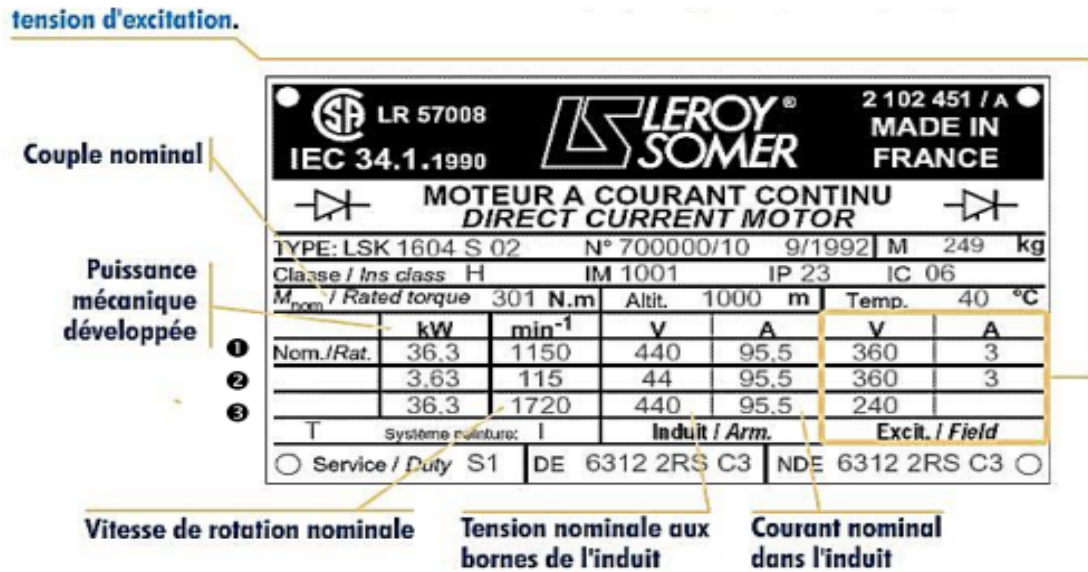 tension d'excitation.
LR 57008
IEC 34.1.1990
LEROY®
SOMER
2 102 451 / A
MADE IN
FRANCE
Couple nominal
MOTEUR A COURANT CONTINU
DIRECT CURRENT MOTOR
TYPE: LSK 1604 S 02 N° 700000/10 9/1992 M 249 kg
Classe / Ins class H IM 1001 IP 23 IC 06
Mnom / Rated torque 301 N.m Altit. 1000 m Temp. 40 °C
Puissance
mécanique
développée
kW min-1 V A V A
❶ Nom./Rat. 36,3 1150 440 95,5 360 3
❷ 3,63 115 44 95,5 360 3
❸ 36,3 1720 440 95,5 240
T Système peinture: I Induit / Arm. Excit. / Field
Service / Duty S1 DE 6312 2RS C3 NDE 6312 2RS C3
Vitesse de rotation nominale
Tension nominale aux
bornes de l'induit
Courant nominal
dans l'induit